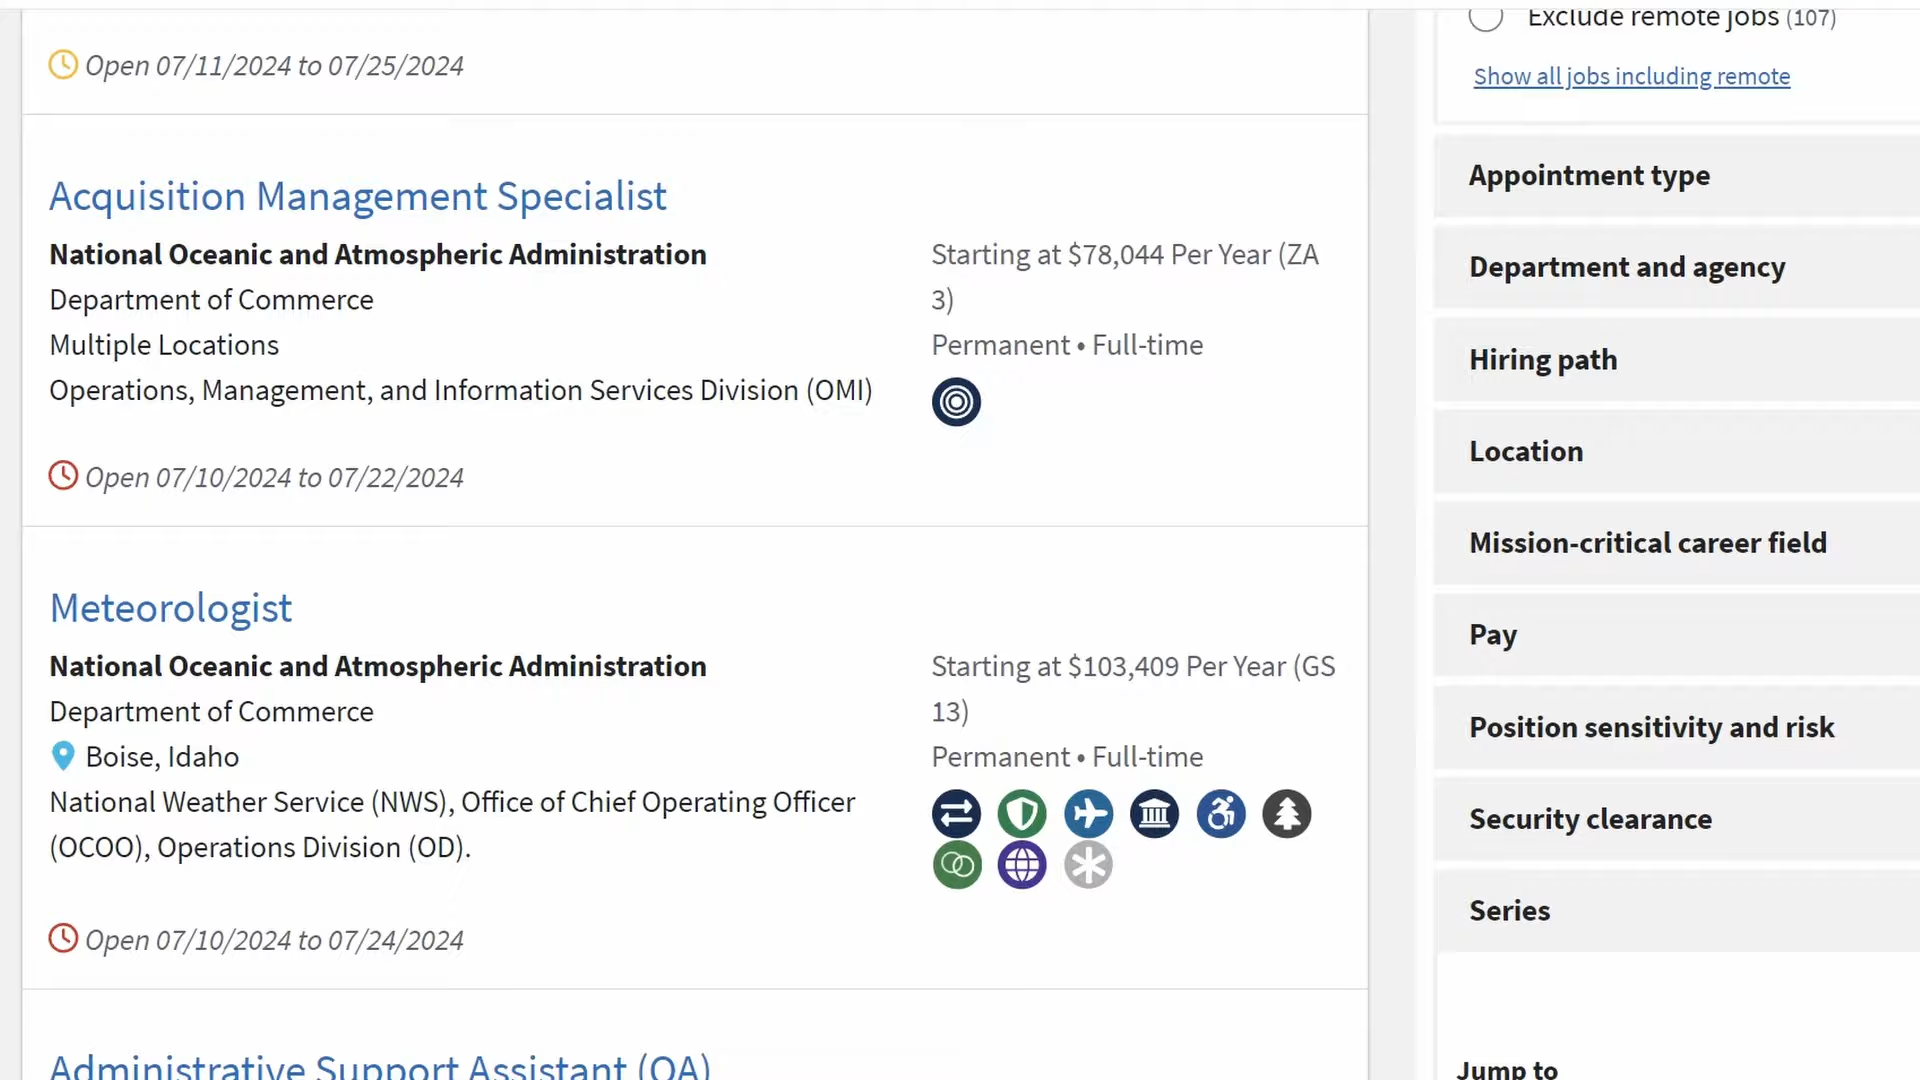 Open 07/11/2024 to 07/25/2024
Acquisition Management Specialist
National Oceanic and Atmospheric Administration
Department of Commerce
Multiple Locations
Operations, Management, and Information Services Division (OMI)
Starting at $78,044 Per Year (ZA
3)
Permanent • Full-time
Open 07/10/2024 to 07/22/2024
Meteorologist
National Oceanic and Atmospheric Administration
Department of Commerce
Boise, Idaho
National Weather Service (NWS), Office of Chief Operating Officer
(OCOO), Operations Division (OD).
Starting at $103,409 Per Year (GS
13)
Permanent • Full-time
Open 07/10/2024 to 07/24/2024
Administrative Support Assistant (OA)
Exclude remote jobs (107)
Show all jobs including remote
Appointment type
Department and agency
Hiring path
Location
Mission-critical career field
Pay
Position sensitivity and risk
Security clearance
Series
Jump to